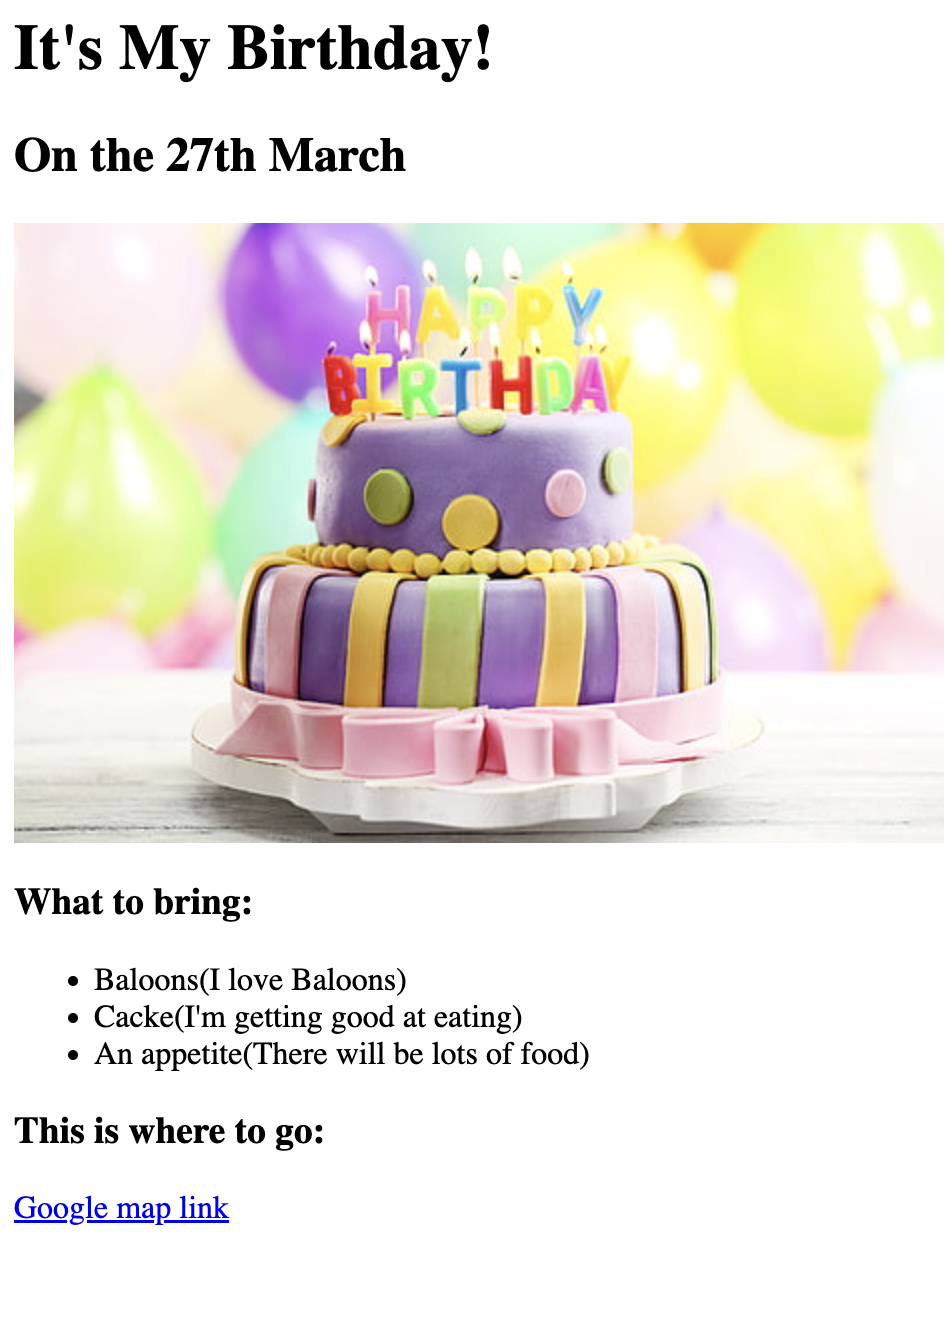 It's My Birthday!
On the 27th March
HAPPY
BIRTHDAY
What to bring:
Baloons(I love Baloons)
Cacke(I'm getting good at eating)
An appetite(There will be lots of food)
This is where to go:
Google map link